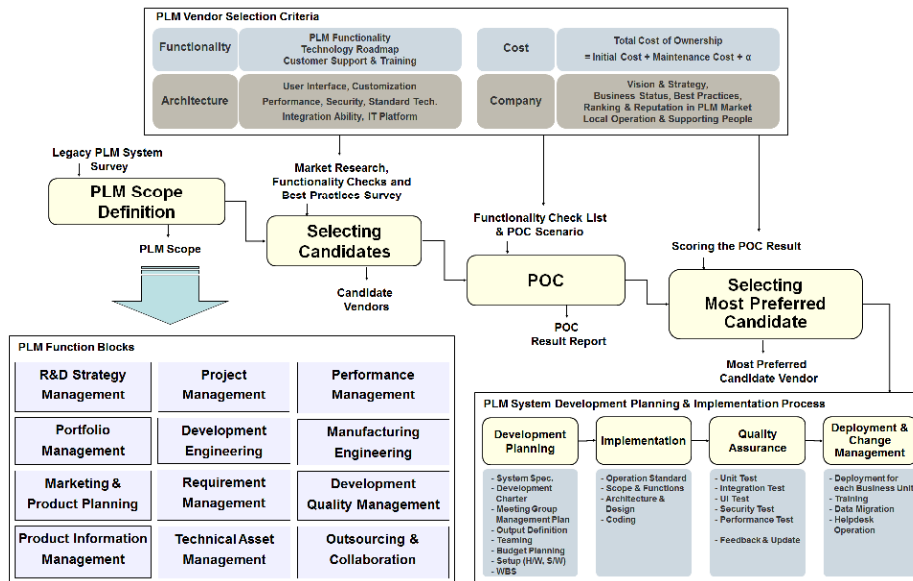 PLM Vendor Selection Criteria
Functionality
PLM Functionality
Technology Roadmap
Customer Support & Training
Cost
Total Cost of Ownership
= Initial Cost + Maintenance Cost + α
Architecture
User Interface, Customization
Performance, Security, Standard Tech.
Integration Ability, IT Platform
Company
Vision & Strategy,
Business Status, Best Practices,
Ranking & Reputation in PLM Market
Local Operation & Supporting People
Legacy PLM System
Survey
PLM Scope
Definition
PLM Scope
Market Research,
Functionality Checks and
Best Practices Survey
Selecting
Candidates
Candidate
Vendors
Functionality Check List
& POC Scenario
POC
POC
Result Report
Scoring the POC Result
Selecting
Most Preferred
Candidate
Most Preferred
Candidate Vendor
PLM Function Blocks
R&D Strategy
Management
Project
Management
Performance
Management
Portfolio
Management
Development
Engineering
Manufacturing
Engineering
Marketing &
Product Planning
Requirement
Management
Development
Quality Management
Product Information
Management
Technical Asset
Management
Outsourcing &
Collaboration
PLM System Development Planning & Implementation Process
Development
Planning
- System Spec.
- Development
Charter
- Meeting Group
Management Plan
- Output Definition
- Teaming
- Budget Planning
- Setup (H/W, S/W)
- WBS
Implementation
- Operation Standard
- Scope & Functions
- Architecture &
Design
- Coding
Quality
Assurance
- Unit Test
- Integration Test
- UI Test
- Security Test
- Performance Test
- Feedback & Update
Deployment &
Change
Management
- Deployment for
each Business Unit
- Training
- Data Migration
- Helpdesk
Operation